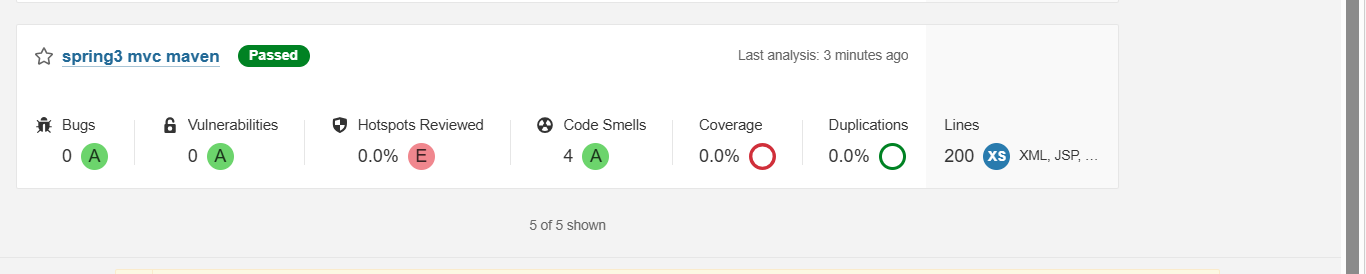 spring3 mvc maven Passed Last analysis: 3 minutes ago
Bugs Vulnerabilities Hotspots Reviewed Code Smells Coverage Duplications Lines
0 A 0 A 0.0% E 4 A 0.0% 0.0% 200 XS XML, JSP, ...
5 of 5 shown